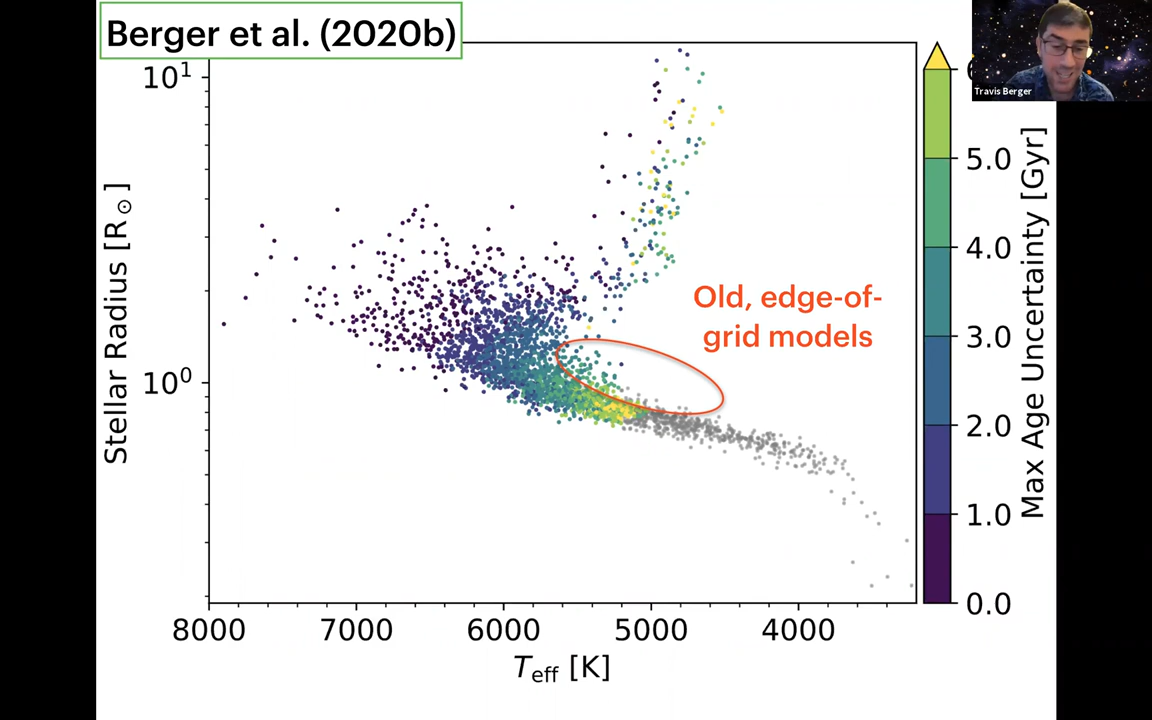 Berger et al. (2020b)
Travis Berger
10¹
10⁰
Stellar Radius [R⊙]
Old, edge-of-
grid models
5.0
4.0
3.0
2.0
1.0
0.0
Max Age Uncertainty [Gyr]
8000 7000 6000 5000 4000
T_eff [K]